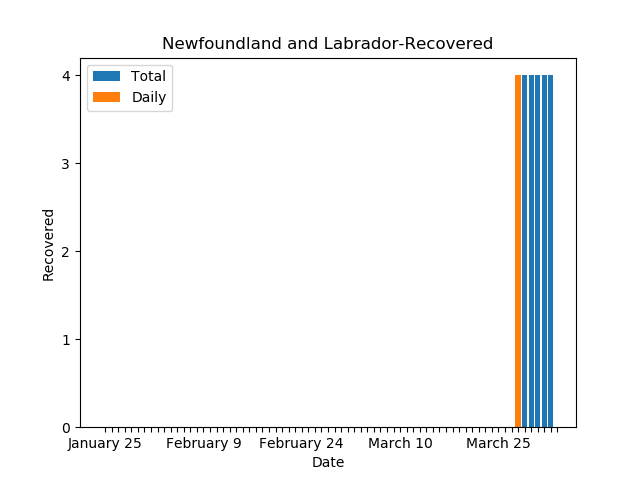 Newfoundland and Labrador-Recovered
Total
Daily
4
3
2
1
0
Recovered
January 25 February 9 February 24 March 10 March 25
Date